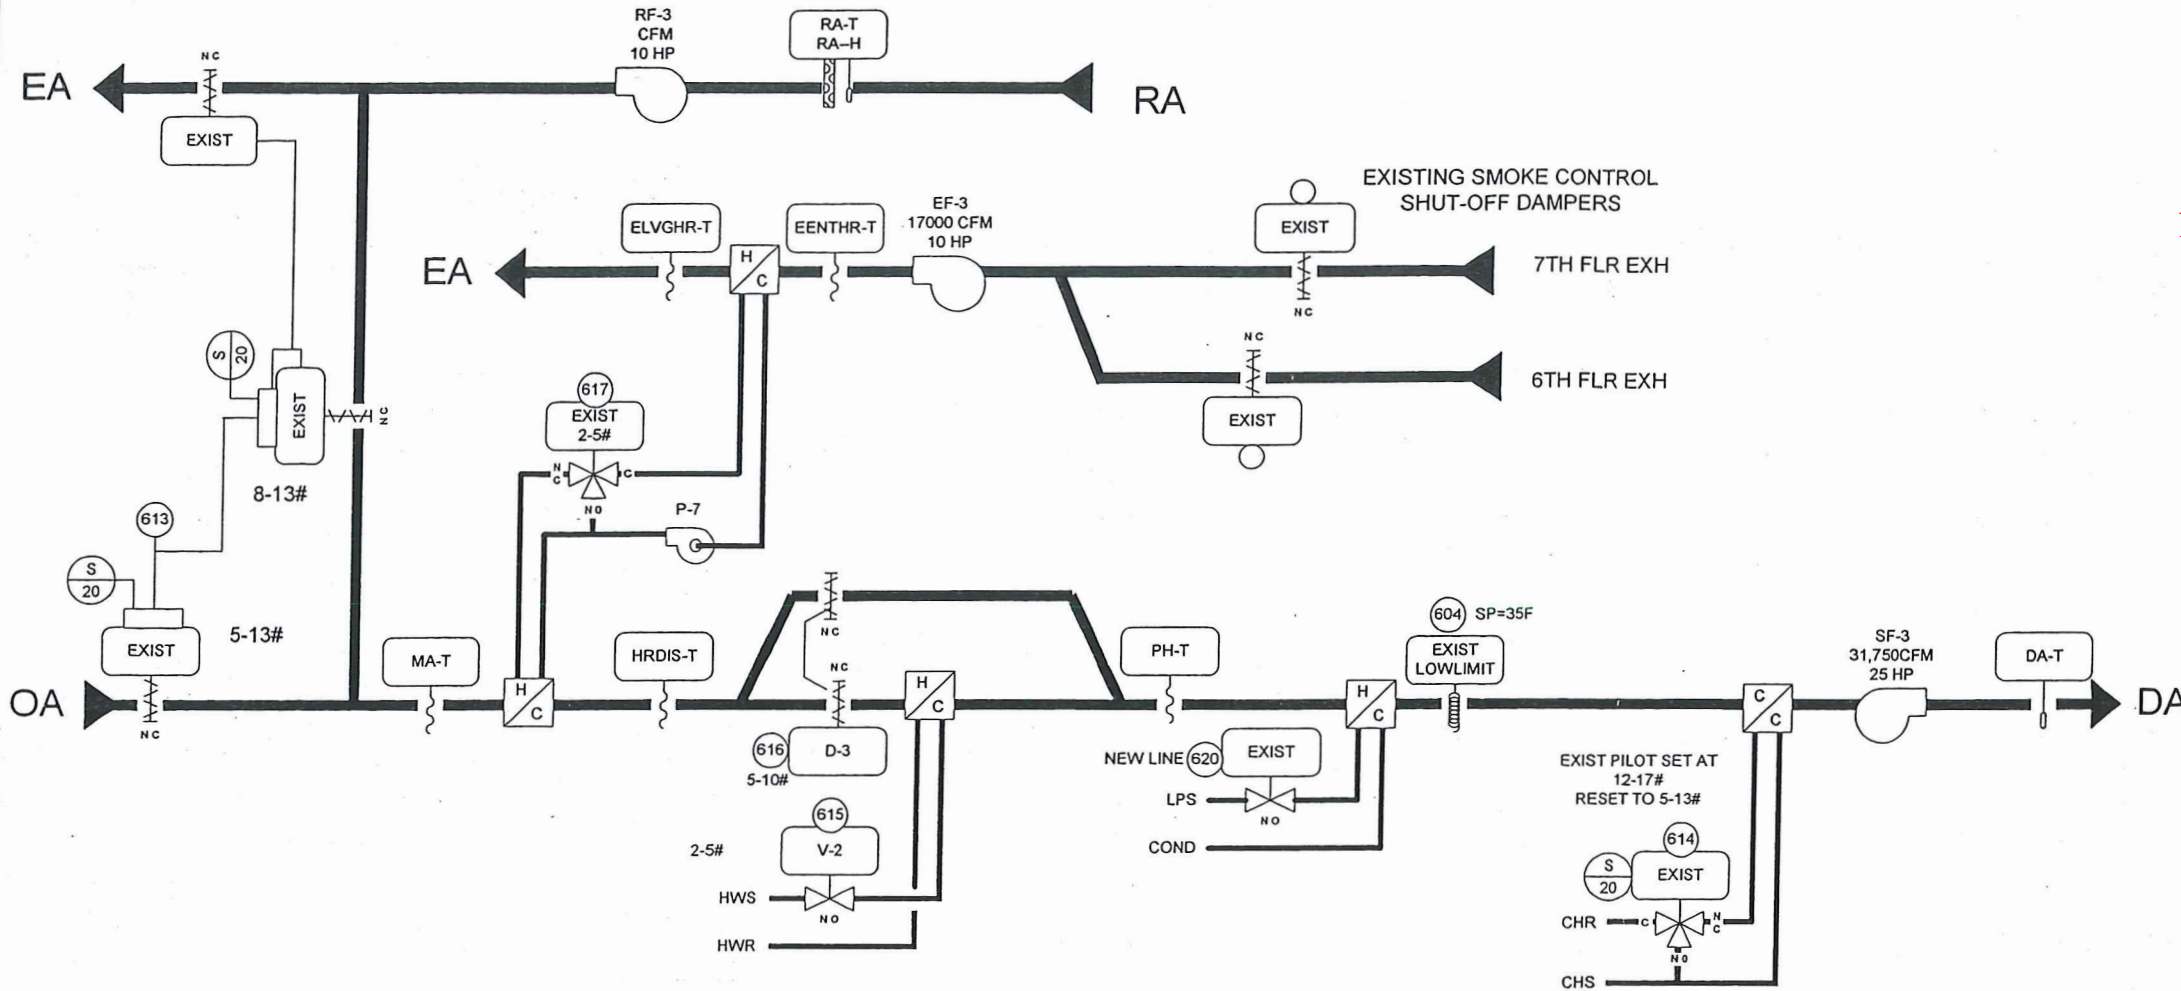 RF-3
CFM
10 HP
RA-T
RA-H
NC
EA
RA
EXIST
EXISTING SMOKE CONTROL
SHUT-OFF DAMPERS
EF-3
17000 CFM
10 HP
ELVGHR-T
EENTHR-T
EXIST
EA
H
C
7TH FLR EXH
NC
S
20
NC
6TH FLR EXH
EXIST
NC
617
EXIST
2-5#
EXIST
8-13#
NC
C
NO
P-7
613
S
20
5-13#
EXIST
NC
MA-T
HRDIS-T
NC
NC
PH-T
604
SP=35F
EXIST
LOWLIMIT
SF-3
31,750CFM
25 HP
DA-T
OA
H
C
H
C
H
C
C
C
DA
616
D-3
5-10#
NEW LINE
620
EXIST
LPS
NO
COND
EXIST PILOT SET AT
12-17#
RESET TO 5-13#
2-5#
615
V-2
HWS
NO
HWR
614
S
20
EXIST
CHR
C
NC
NO
CHS